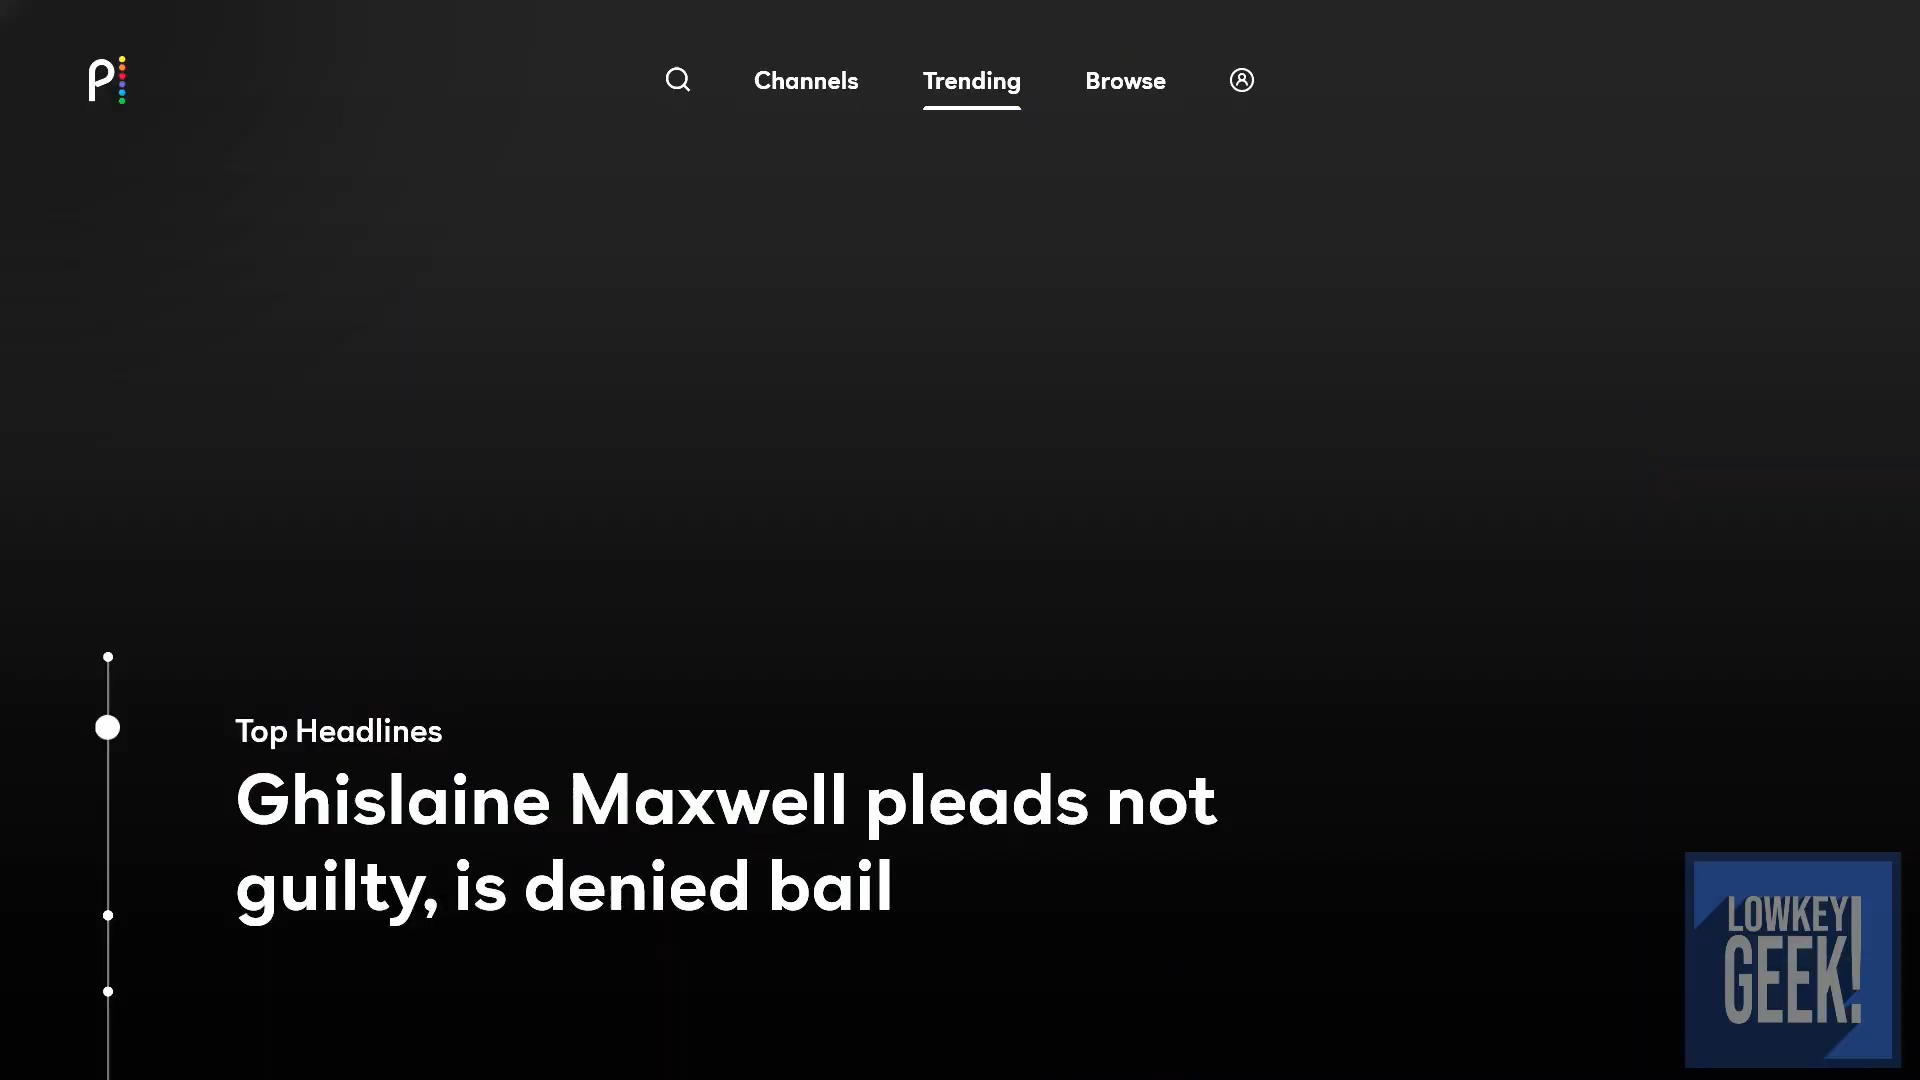 P
Channels
Trending
Browse
Top Headlines
Ghislaine Maxwell pleads not
guilty, is denied bail
LOWKEY
GEEK!